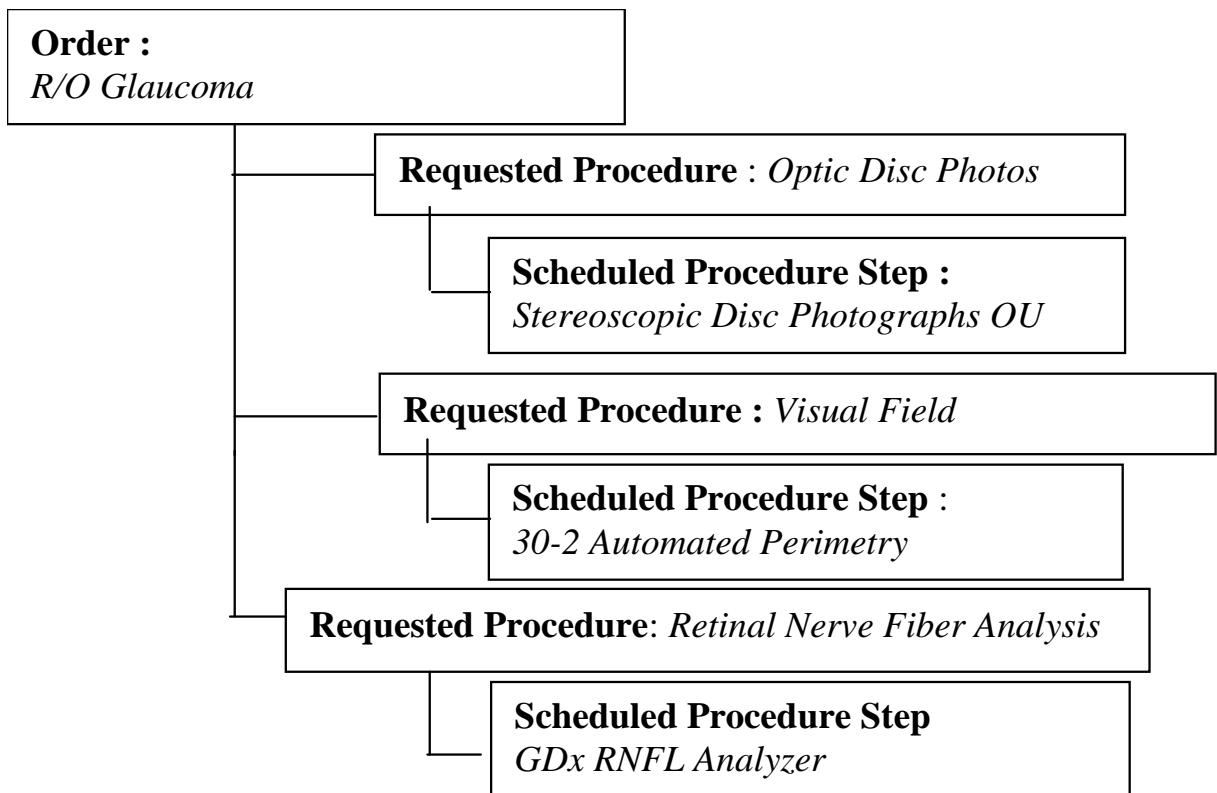 Order :
R/O Glaucoma
Requested Procedure : Optic Disc Photos
Scheduled Procedure Step :
Stereoscopic Disc Photographs OU
Requested Procedure : Visual Field
Scheduled Procedure Step :
30-2 Automated Perimetry
Requested Procedure: Retinal Nerve Fiber Analysis
Scheduled Procedure Step
GDx RNFL Analyzer